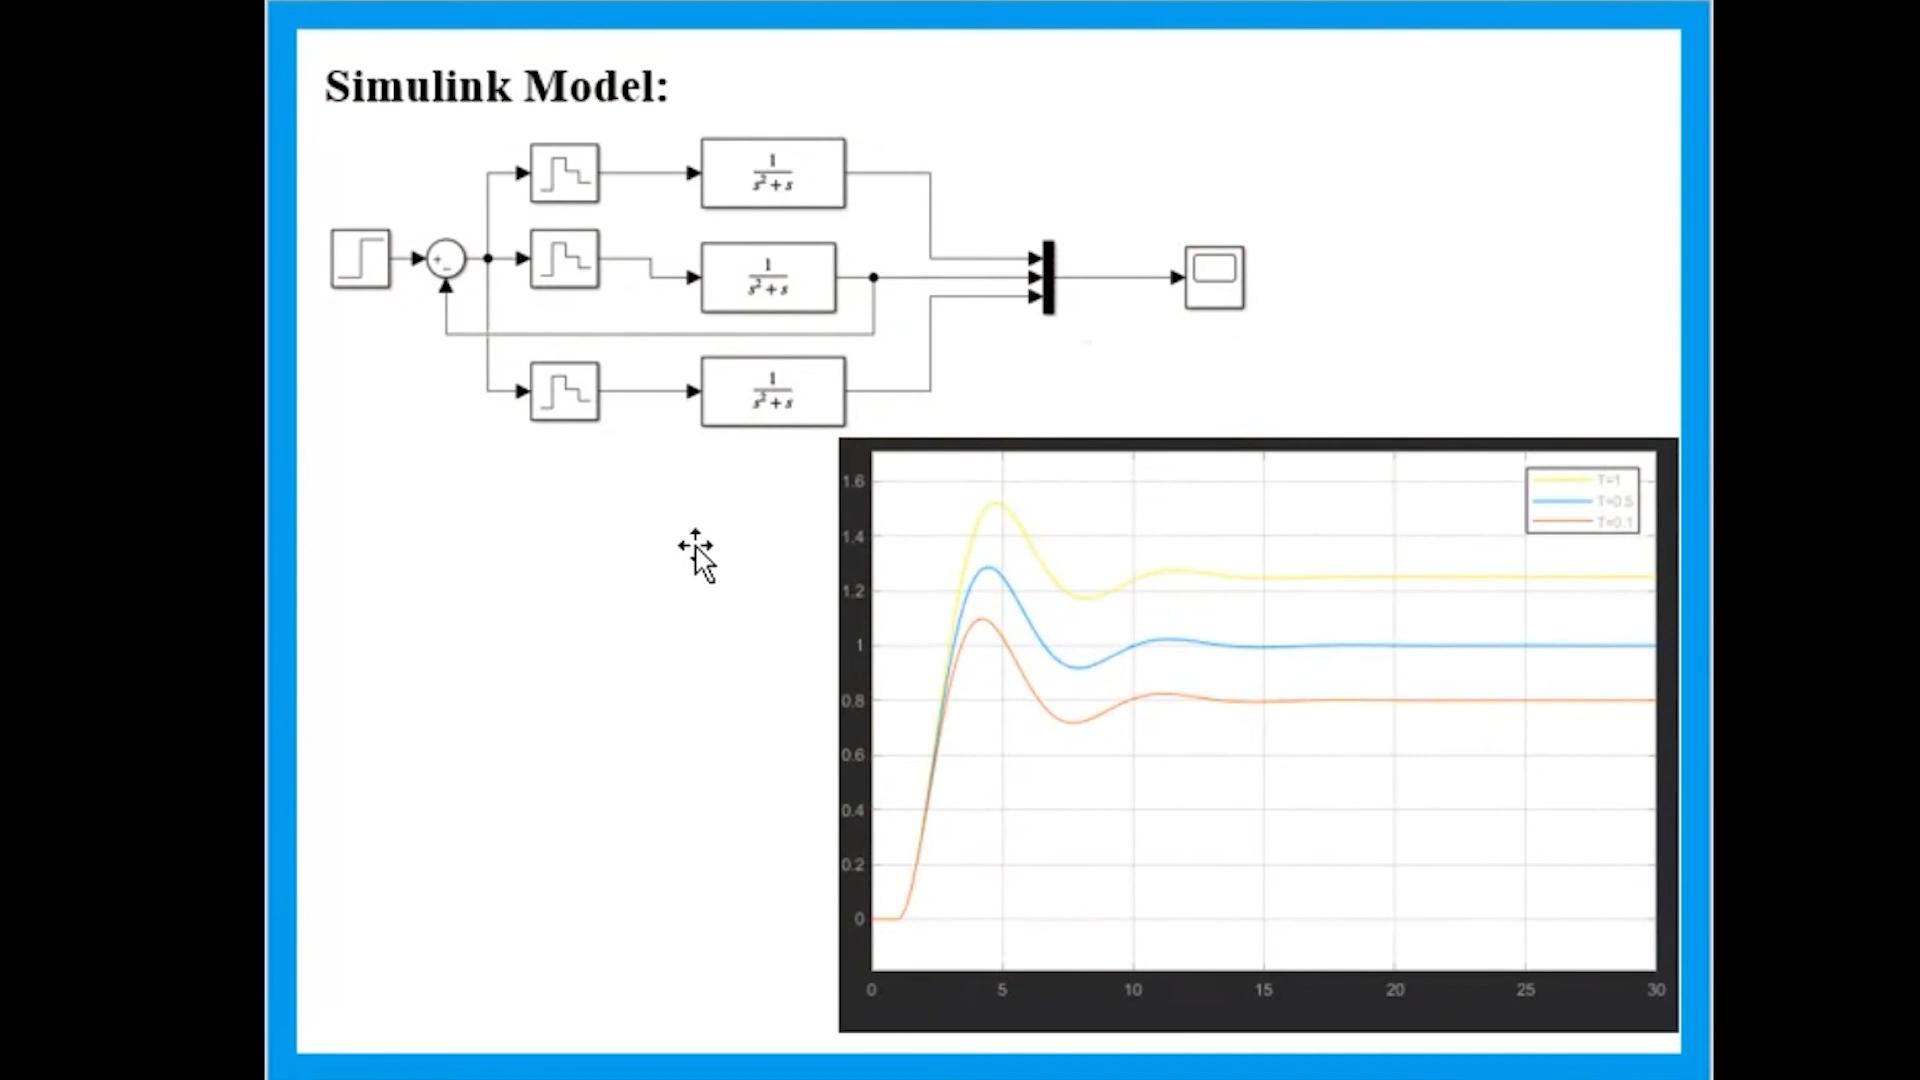 Simulink Model:
1
s² + s
+
−
1
s² + s
1
s² + s
1.6
1.4
1.2
1
0.8
0.6
0.4
0.2
0
T=1
T=0.5
T=0.1
0 5 10 15 20 25 30